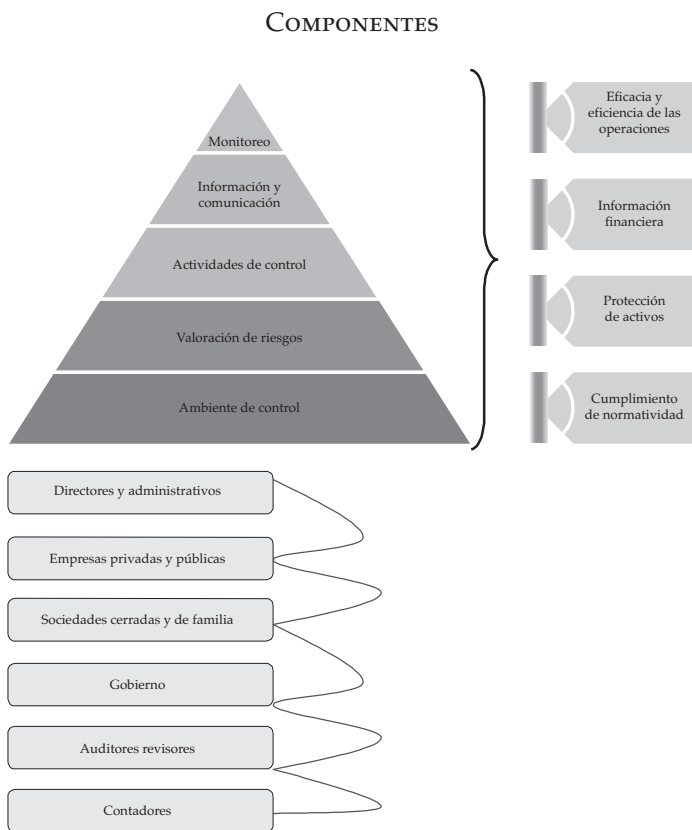 COMPONENTES
Monitoreo
Información y
comunicación
Actividades de control
Valoración de riesgos
Ambiente de control
Eficacia y
eficiencia de las
operaciones
Información
financiera
Protección
de activos
Cumplimiento
de normatividad
Directores y administrativos
Empresas privadas y públicas
Sociedades cerradas y de familia
Gobierno
Auditores revisores
Contadores